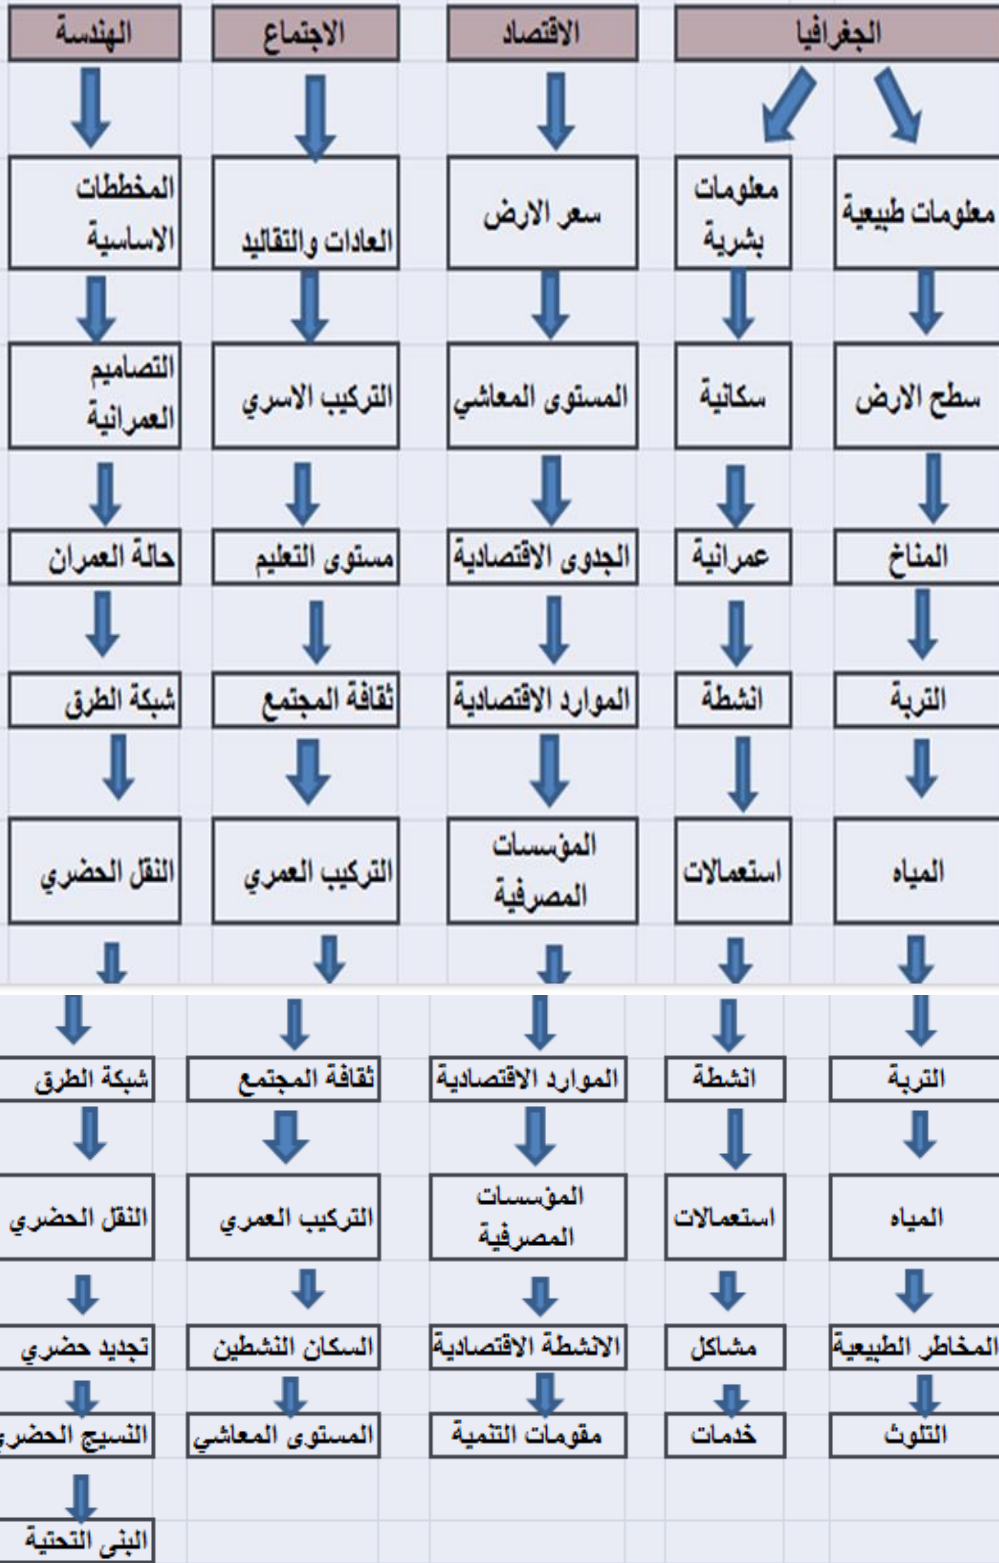 الجغرافيا
الاقتصاد
الاجتماع
الهندسة
معلومات طبيعية
معلومات
بشرية
سعر الارض
العادات والتقاليد
المخططات
الاساسية
سطح الارض
سكانية
المستوى المعاشي
التركيب الاسري
التصاميم
العمرانية
المناخ
عمرانية
الجدوى الاقتصادية
مستوى التعليم
حالة العمران
التربة
انشطة
الموارد الاقتصادية
ثقافة المجتمع
شبكة الطرق
المياه
استعمالات
المؤسسات
المصرفية
التركيب العمري
النقل الحضري
التربة
انشطة
الموارد الاقتصادية
ثقافة المجتمع
شبكة الطرق
المياه
استعمالات
المؤسسات
المصرفية
التركيب العمري
النقل الحضري
المخاطر الطبيعية
مشاكل
الانشطة الاقتصادية
السكان النشطين
تجديد حضري
التلوث
خدمات
مقومات التنمية
المستوى المعاشي
النسيج الحضري
البنى التحتية